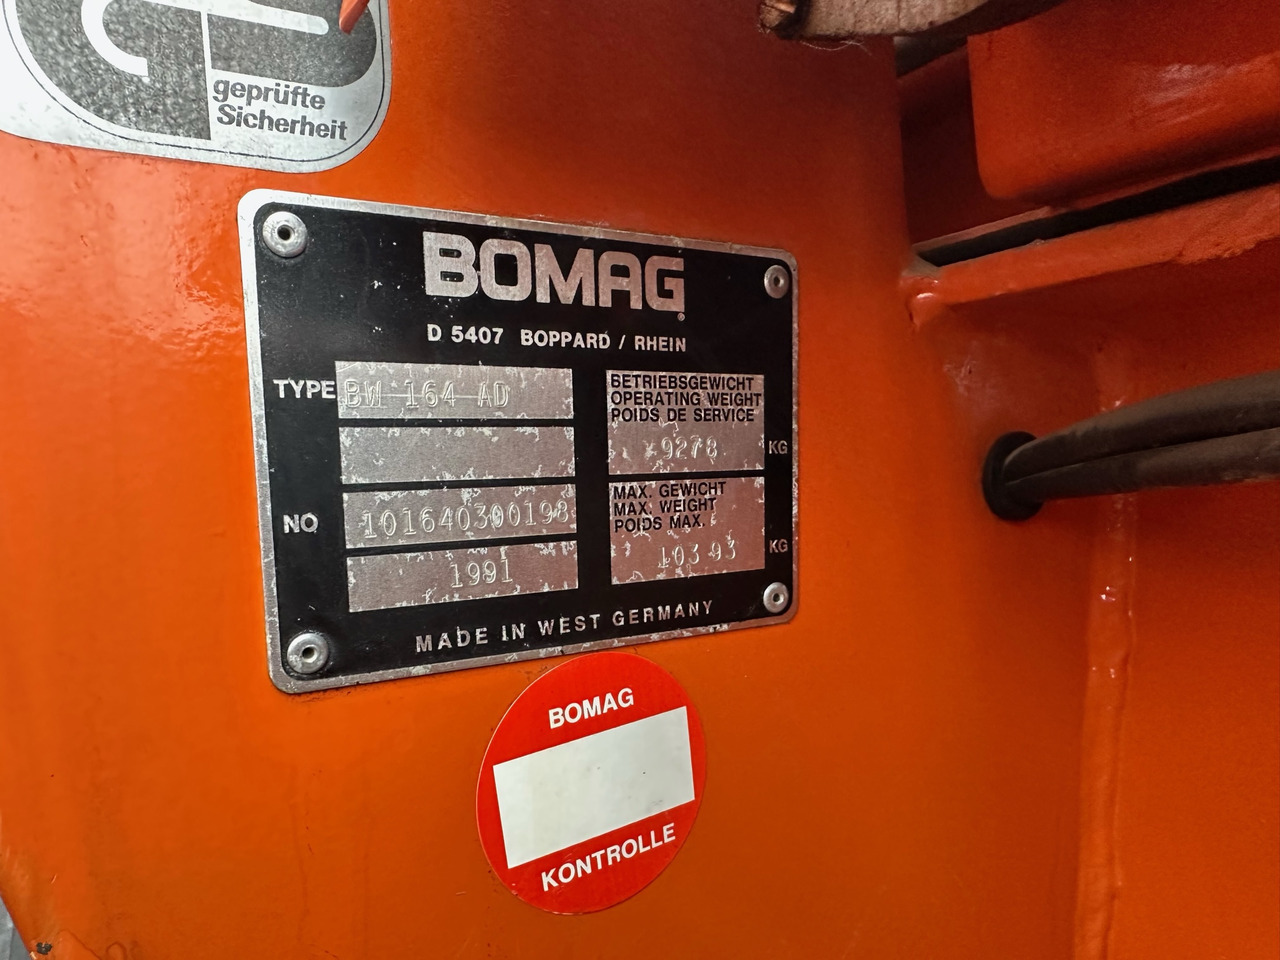 geprüfte
Sicherheit
BOMAG®
D 5407 BOPPARD / RHEIN
TYPE BW 164 AD
BETRIEBSGEWICHT
OPERATING WEIGHT
POIDS DE SERVICE
9278 KG
NO 101640300198
1991
MAX. GEWICHT
MAX. WEIGHT
POIDS MAX.
10393 KG
MADE IN WEST GERMANY
BOMAG
KONTROLLE